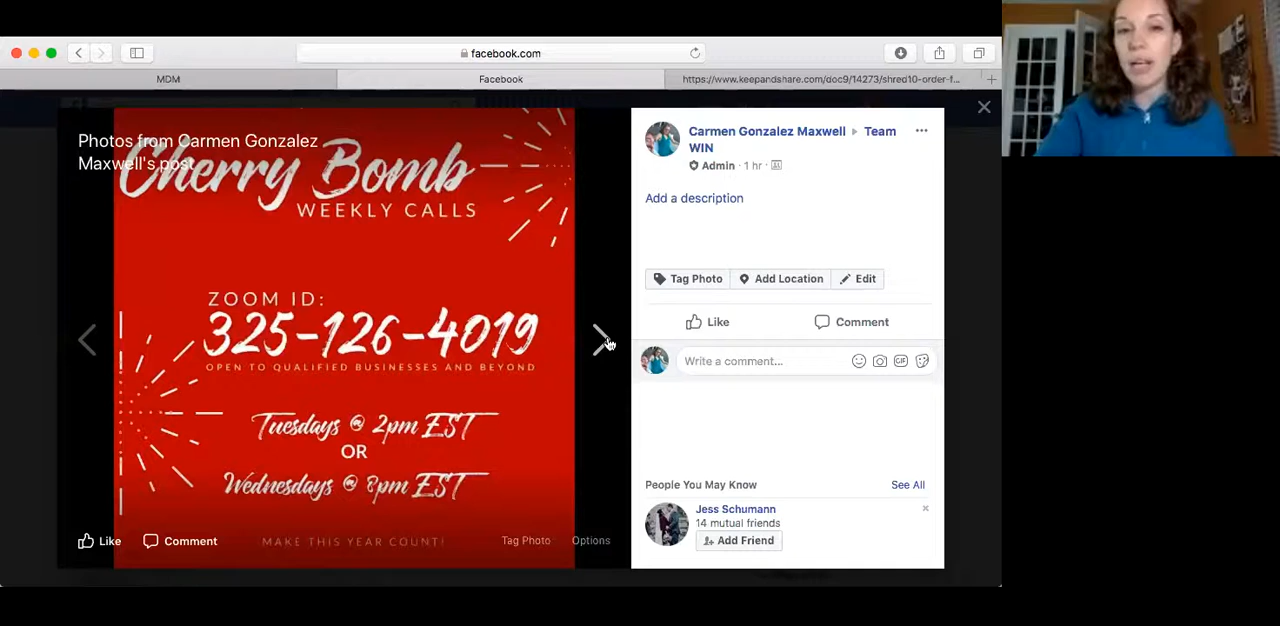 facebook.com
MDM
Facebook
https://www.keepandshare.com/doc9/14273/shred10-order-f...
Photos from Carmen Gonzalez
Maxwell's post
Cherry Bomb
WEEKLY CALLS
ZOOM ID:
325-126-4019
OPEN TO QUALIFIED BUSINESSES AND BEYOND
Tuesdays @ 2pm EST
OR
Wednesdays @ 8pm EST
MAKE THIS YEAR COUNT!
Like
Comment
Tag Photo
Options
Carmen Gonzalez Maxwell ▸ Team
WIN
Admin · 1 hr ·
Add a description
Tag Photo
Add Location
Edit
Like
Comment
Write a comment...
GIF
People You May Know
See All
Jess Schumann
14 mutual friends
Add Friend